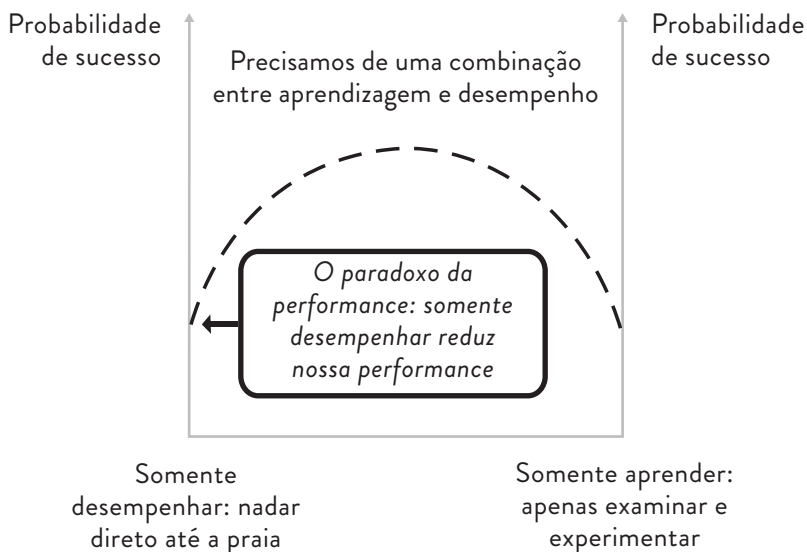 Probabilidade
de sucesso
Probabilidade
de sucesso
Precisamos de uma combinação
entre aprendizagem e desempenho
O paradoxo da
performance: somente
desempenhar reduz
nossa performance
Somente
desempenhar: nadar
direto até a praia
Somente aprender:
apenas examinar e
experimentar